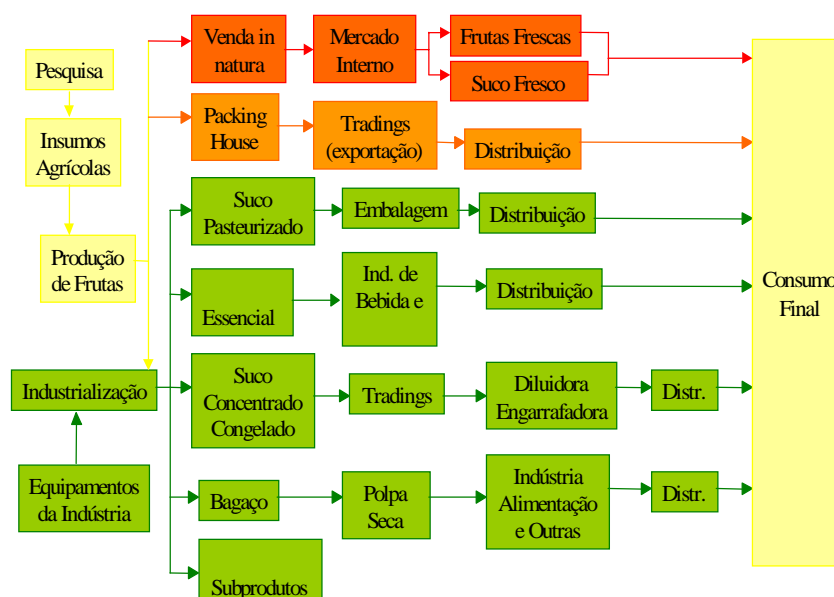 Venda in
natura
Mercado
Interno
Frutas Frescas
Suco Fresco
Pesquisa
Packing
House
Tradings
(exportação)
Distribuição
Insumos
Agrícolas
Suco
Pasteurizado
Embalagem
Distribuição
Produção
de Frutas
Essencial
Ind. de
Bebida e
Distribuição
Consumo
Final
Industrialização
Suco
Concentrado
Congelado
Tradings
Diluidora
Engarrafadora
Distr.
Equipamentos
da Indústria
Bagaço
Polpa
Seca
Indústria
Alimentação
e Outras
Distr.
Subprodutos